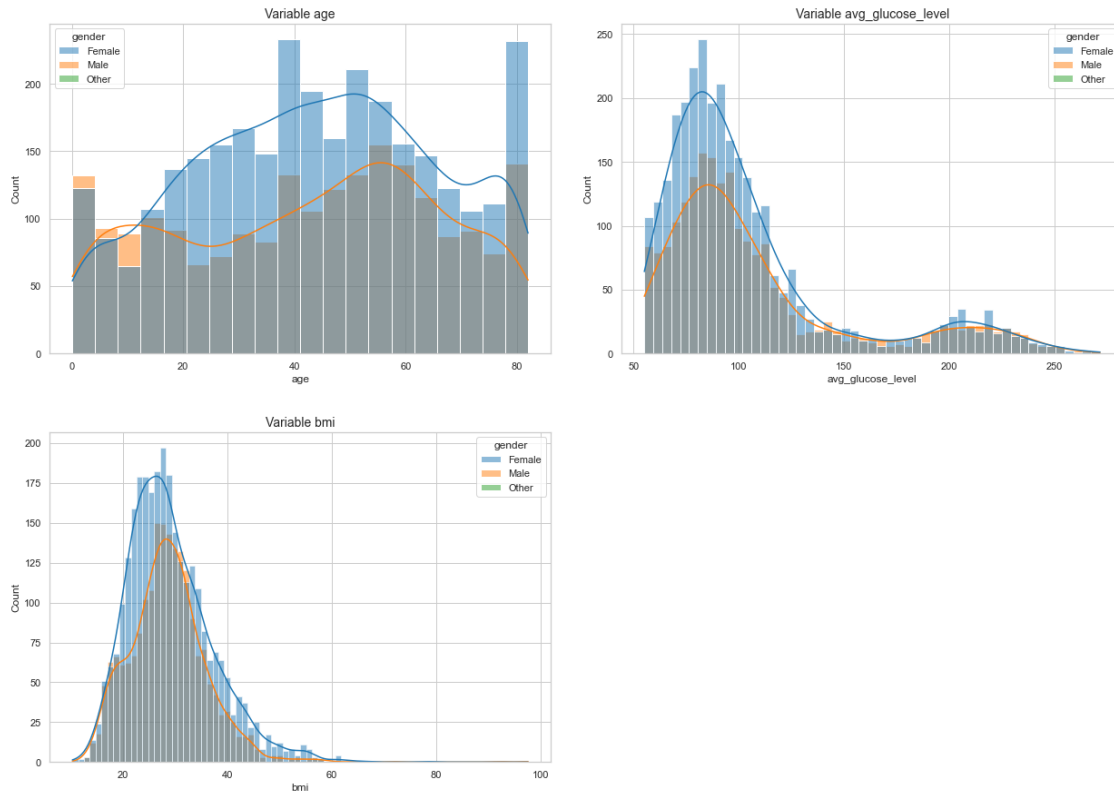 Variable age
gender
Female
Male
Other
Count
200
150
100
50
0
0
20
40
60
80
age
Variable avg_glucose_level
gender
Female
Male
Other
Count
250
200
150
100
50
0
50
100
150
200
250
avg_glucose_level
Variable bmi
gender
Female
Male
Other
Count
200
175
150
125
100
75
50
25
0
20
40
60
80
100
bmi